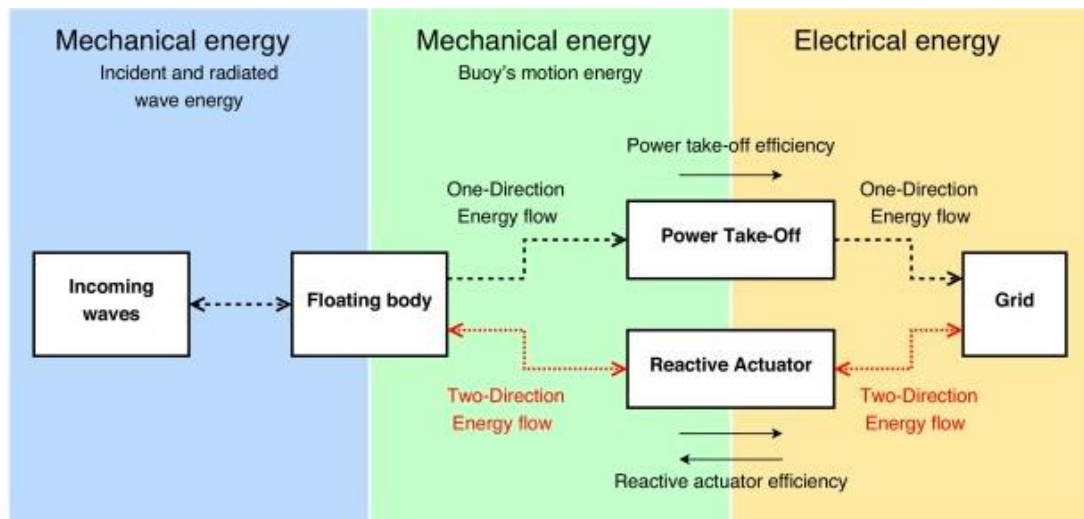 Mechanical energy
Incident and radiated
wave energy
Mechanical energy
Buoy's motion energy
Electrical energy
Power take-off efficiency
One-Direction
Energy flow
One-Direction
Energy flow
Power Take-Off
Incoming
waves
Floating body
Grid
Reactive Actuator
Two-Direction
Energy flow
Two-Direction
Energy flow
Reactive actuator efficiency